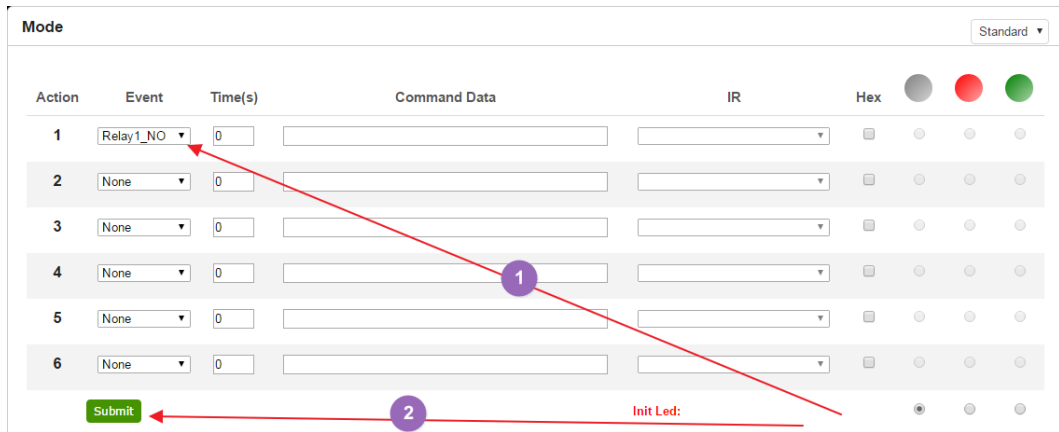 Mode
Standard
Action Event Time(s) Command Data IR Hex
1 Relay1_NO 0
2 None 0
3 None 0
4 None 0
1
5 None 0
6 None 0
Submit 2 Init Led: